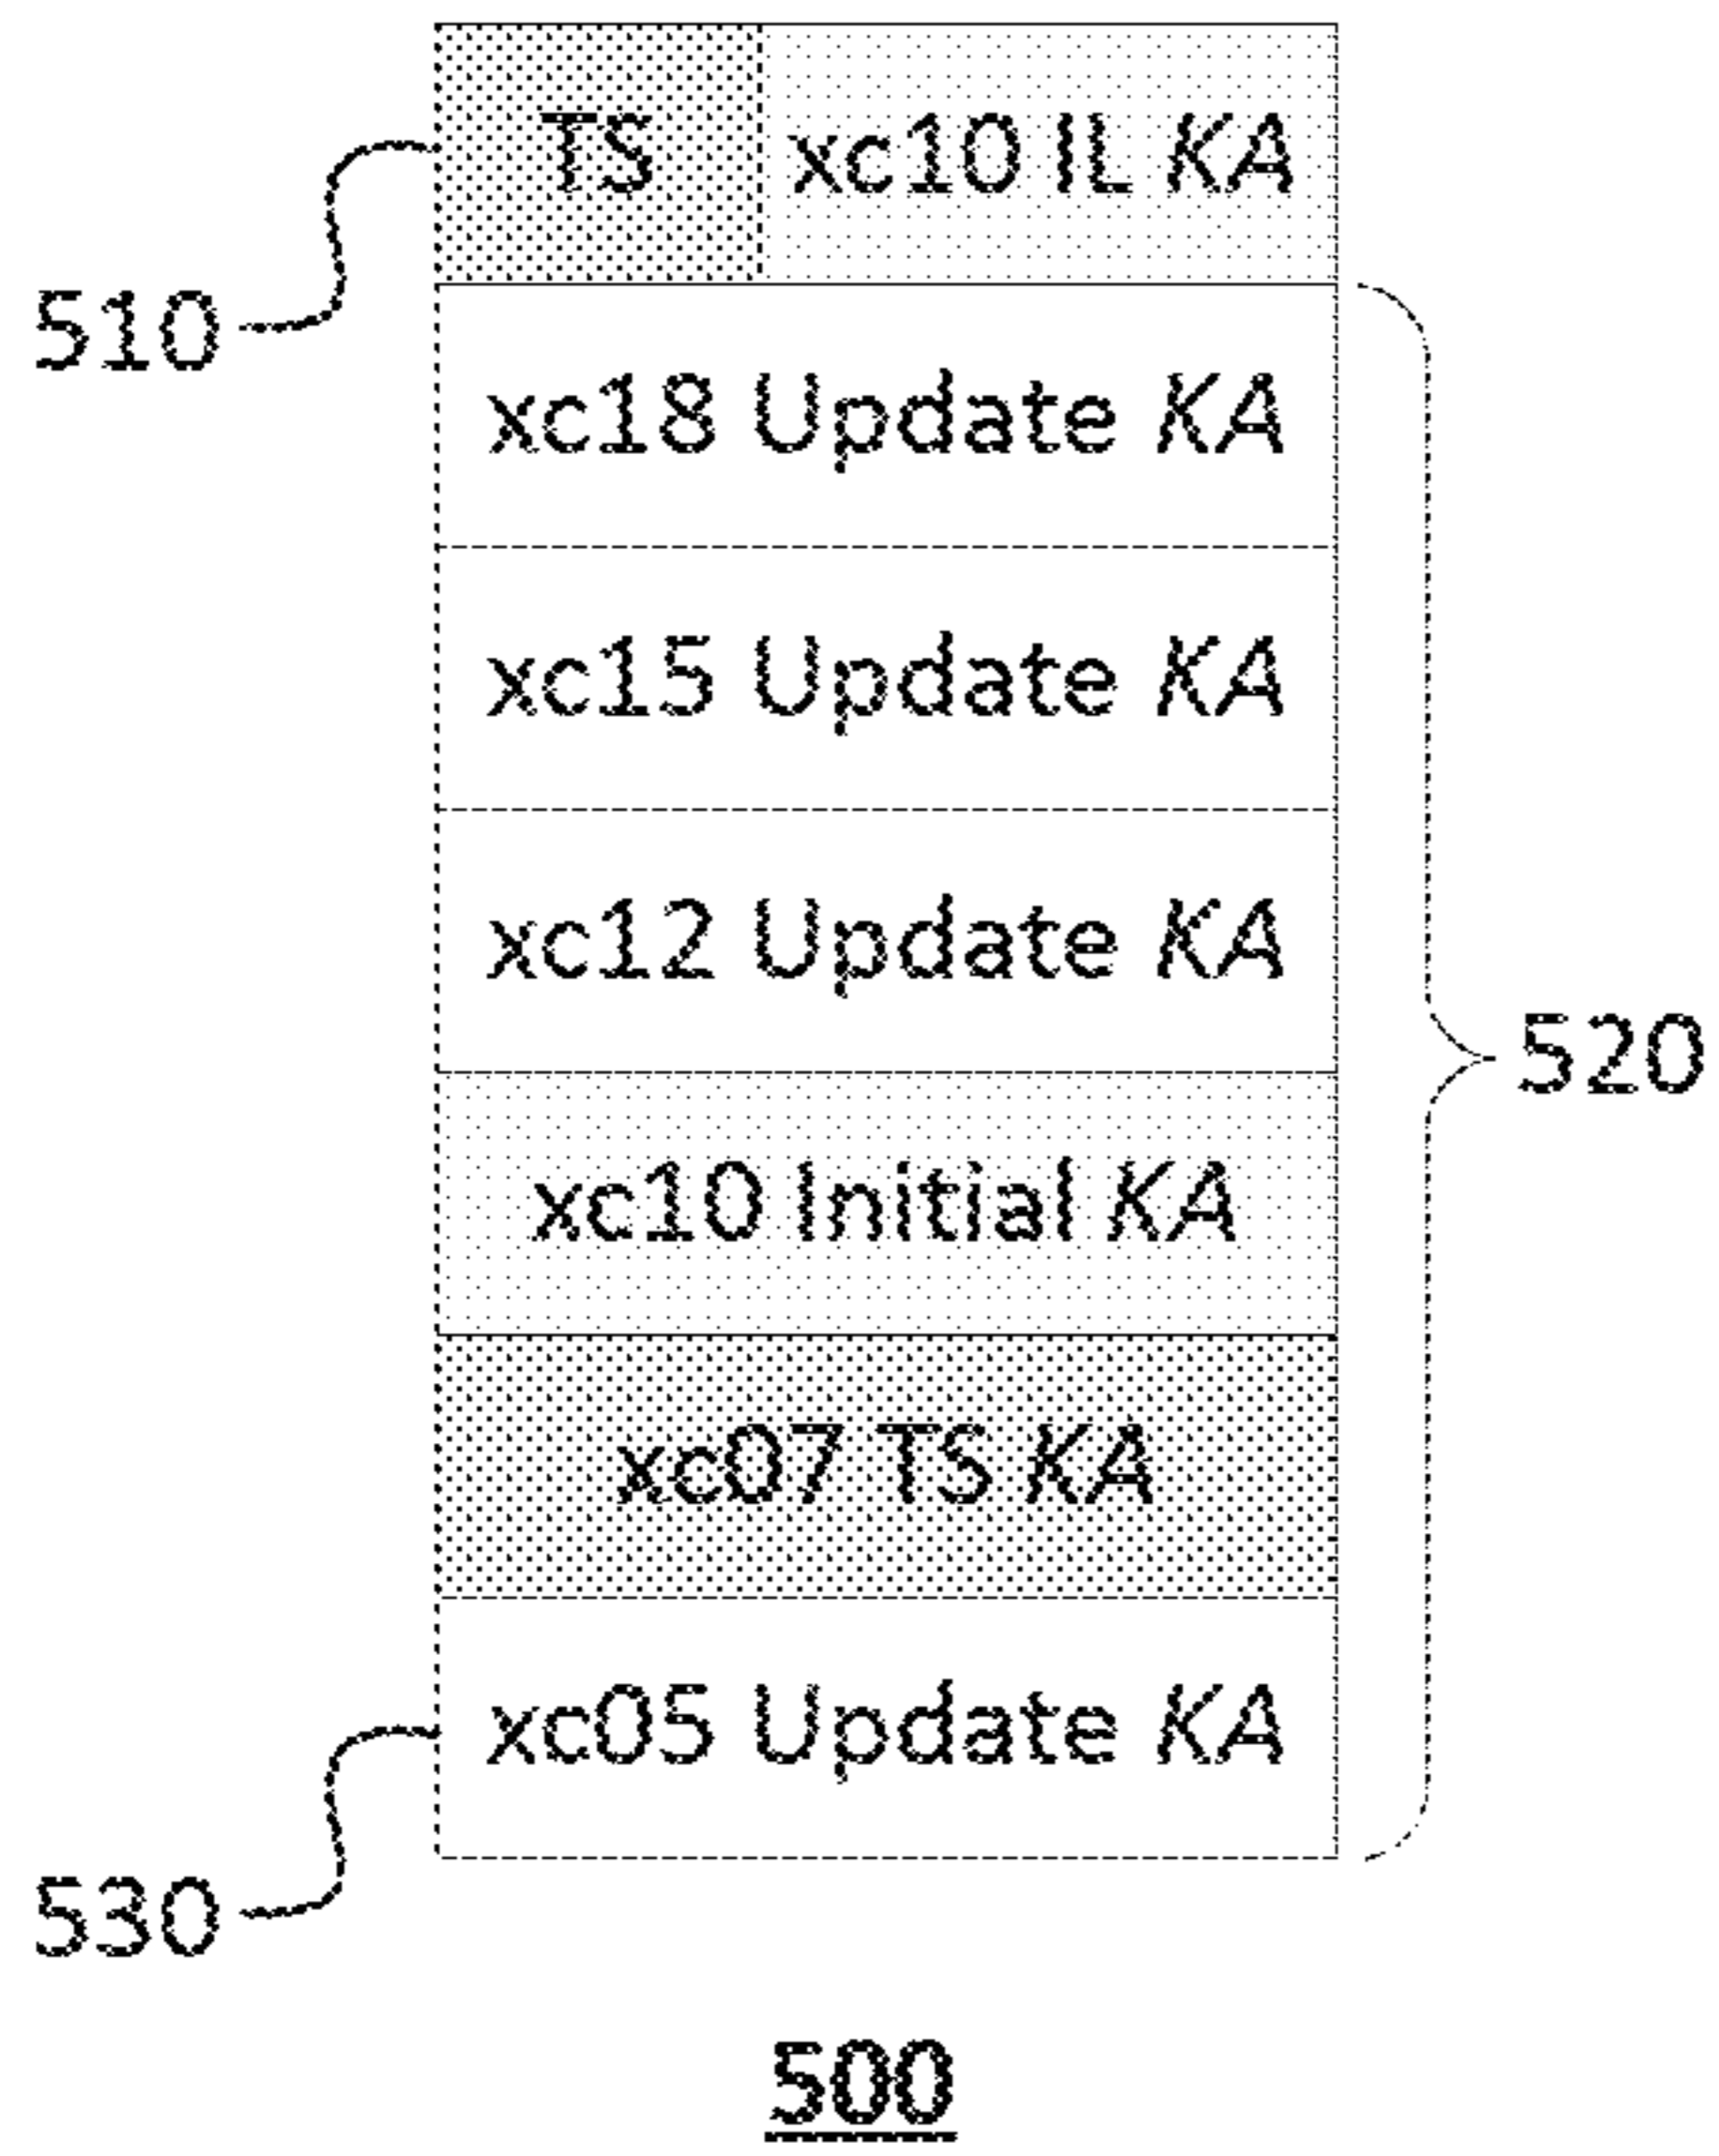 TS xc10 IL KA
510
xc18 Update KA
xc15 Update KA
xc12 Update KA
520
xc10 Initial KA
xc07 TS KA
xc05 Update KA
530
500